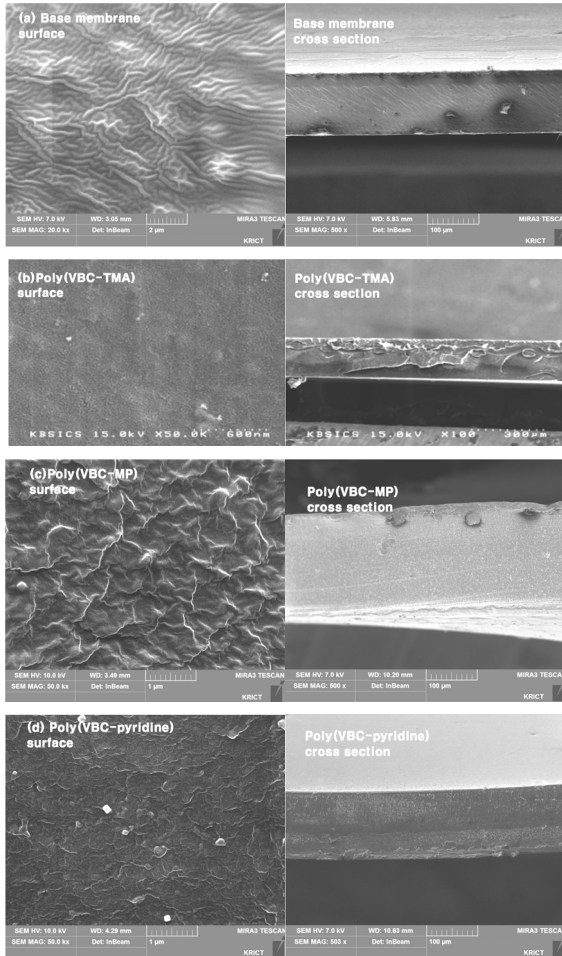 (a) Base membrane
surface
Base membrane
cross section
SEM HV: 7.0 kV WD: 3.05 mm MIRA3 TESCAN
SEM MAG: 20.0 kx Det: InBeam 2 µm
KRICT
SEM HV: 7.0 kV WD: 5.83 mm MIRA3 TESCAN
SEM MAG: 500 x Det: InBeam 100 µm
KRICT
(b)Poly(VBC-TMA)
surface
Poly(VBC-TMA)
cross section
KBSICS 15.0kV X50.0K 600nm
KBSICS 15.0kV X100 300µm
(c)Poly(VBC-MP)
surface
Poly(VBC-MP)
cross section
SEM HV: 10.0 kV WD: 3.49 mm MIRA3 TESCAN
SEM MAG: 50.0 kx Det: InBeam 1 µm
KRICT
SEM HV: 7.0 kV WD: 10.20 mm MIRA3 TESCAN
SEM MAG: 500 x Det: InBeam 100 µm
KRICT
(d) Poly(VBC-pyridine)
surface
Poly(VBC-pyridine)
cross section
SEM HV: 10.0 kV WD: 4.29 mm MIRA3 TESCAN
SEM MAG: 50.0 kx Det: InBeam 1 µm
KRICT
SEM HV: 7.0 kV WD: 10.63 mm MIRA3 TESCAN
SEM MAG: 503 x Det: InBeam 100 µm
KRICT